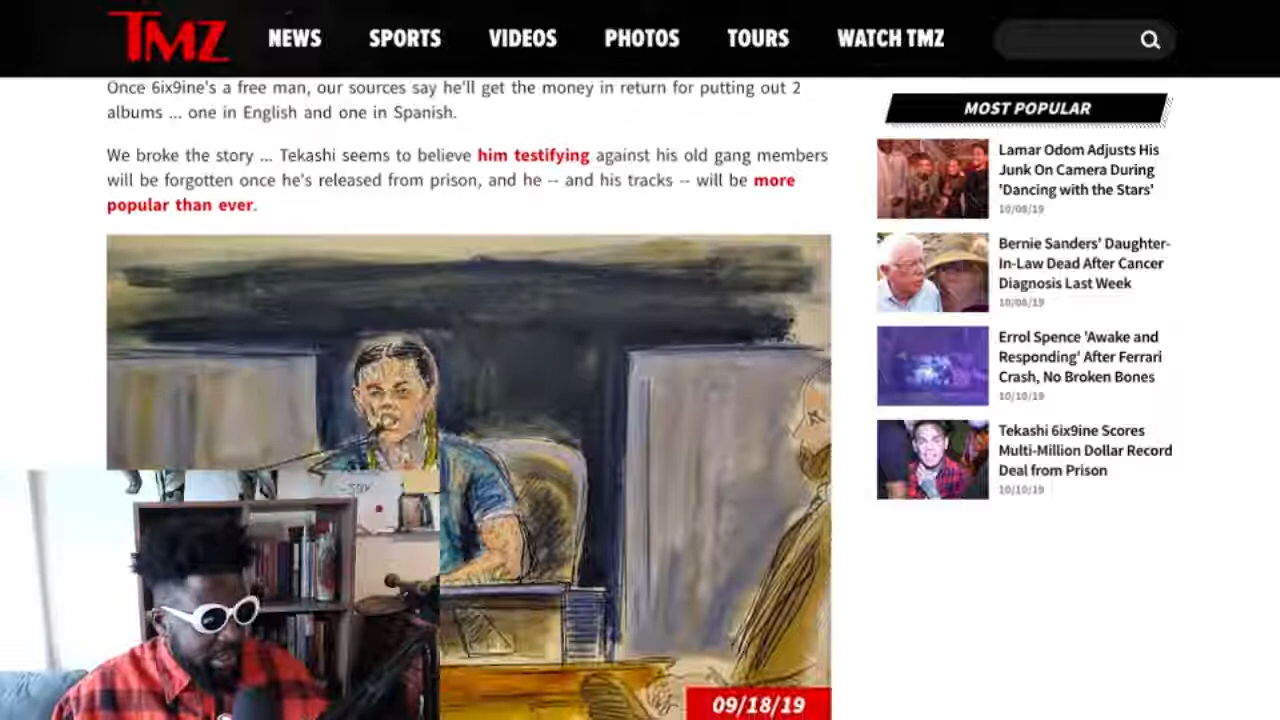 TMZ
NEWS SPORTS VIDEOS PHOTOS TOURS WATCH TMZ
Once 6ix9ine's a free man, our sources say he'll get the money in return for putting out 2
albums ... one in English and one in Spanish.
We broke the story ... Tekashi seems to believe him testifying against his old gang members
will be forgotten once he's released from prison, and he -- and his tracks -- will be more
popular than ever.
09/18/19
MOST POPULAR
Lamar Odom Adjusts His
Junk On Camera During
'Dancing with the Stars'
10/08/19
Bernie Sanders' Daughter-
In-Law Dead After Cancer
Diagnosis Last Week
10/08/19
Errol Spence 'Awake and
Responding' After Ferrari
Crash, No Broken Bones
10/10/19
Tekashi 6ix9ine Scores
Multi-Million Dollar Record
Deal from Prison
10/10/19